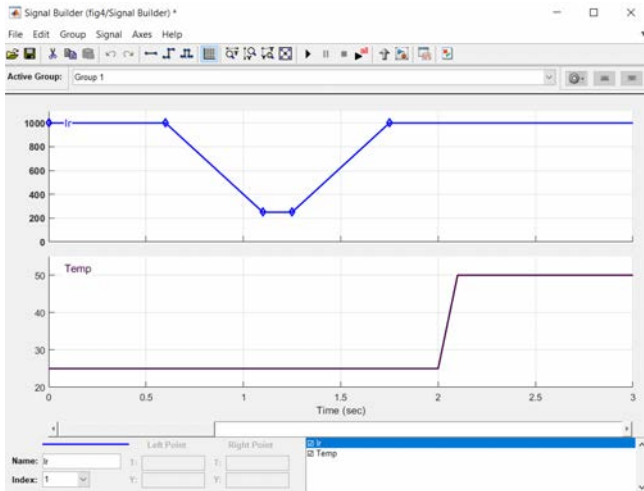 Signal Builder (fig4/Signal Builder) *
File Edit Group Signal Axes Help
Active Group: Group 1
1000
Ir
800
600
400
200
0
50
Temp
40
30
20
0 0.5 1 1.5 2 2.5 3
Time (sec)
Left Point Right Point
Ir
Name: Ir T: T:
Temp
Index: 1 Y: Y: